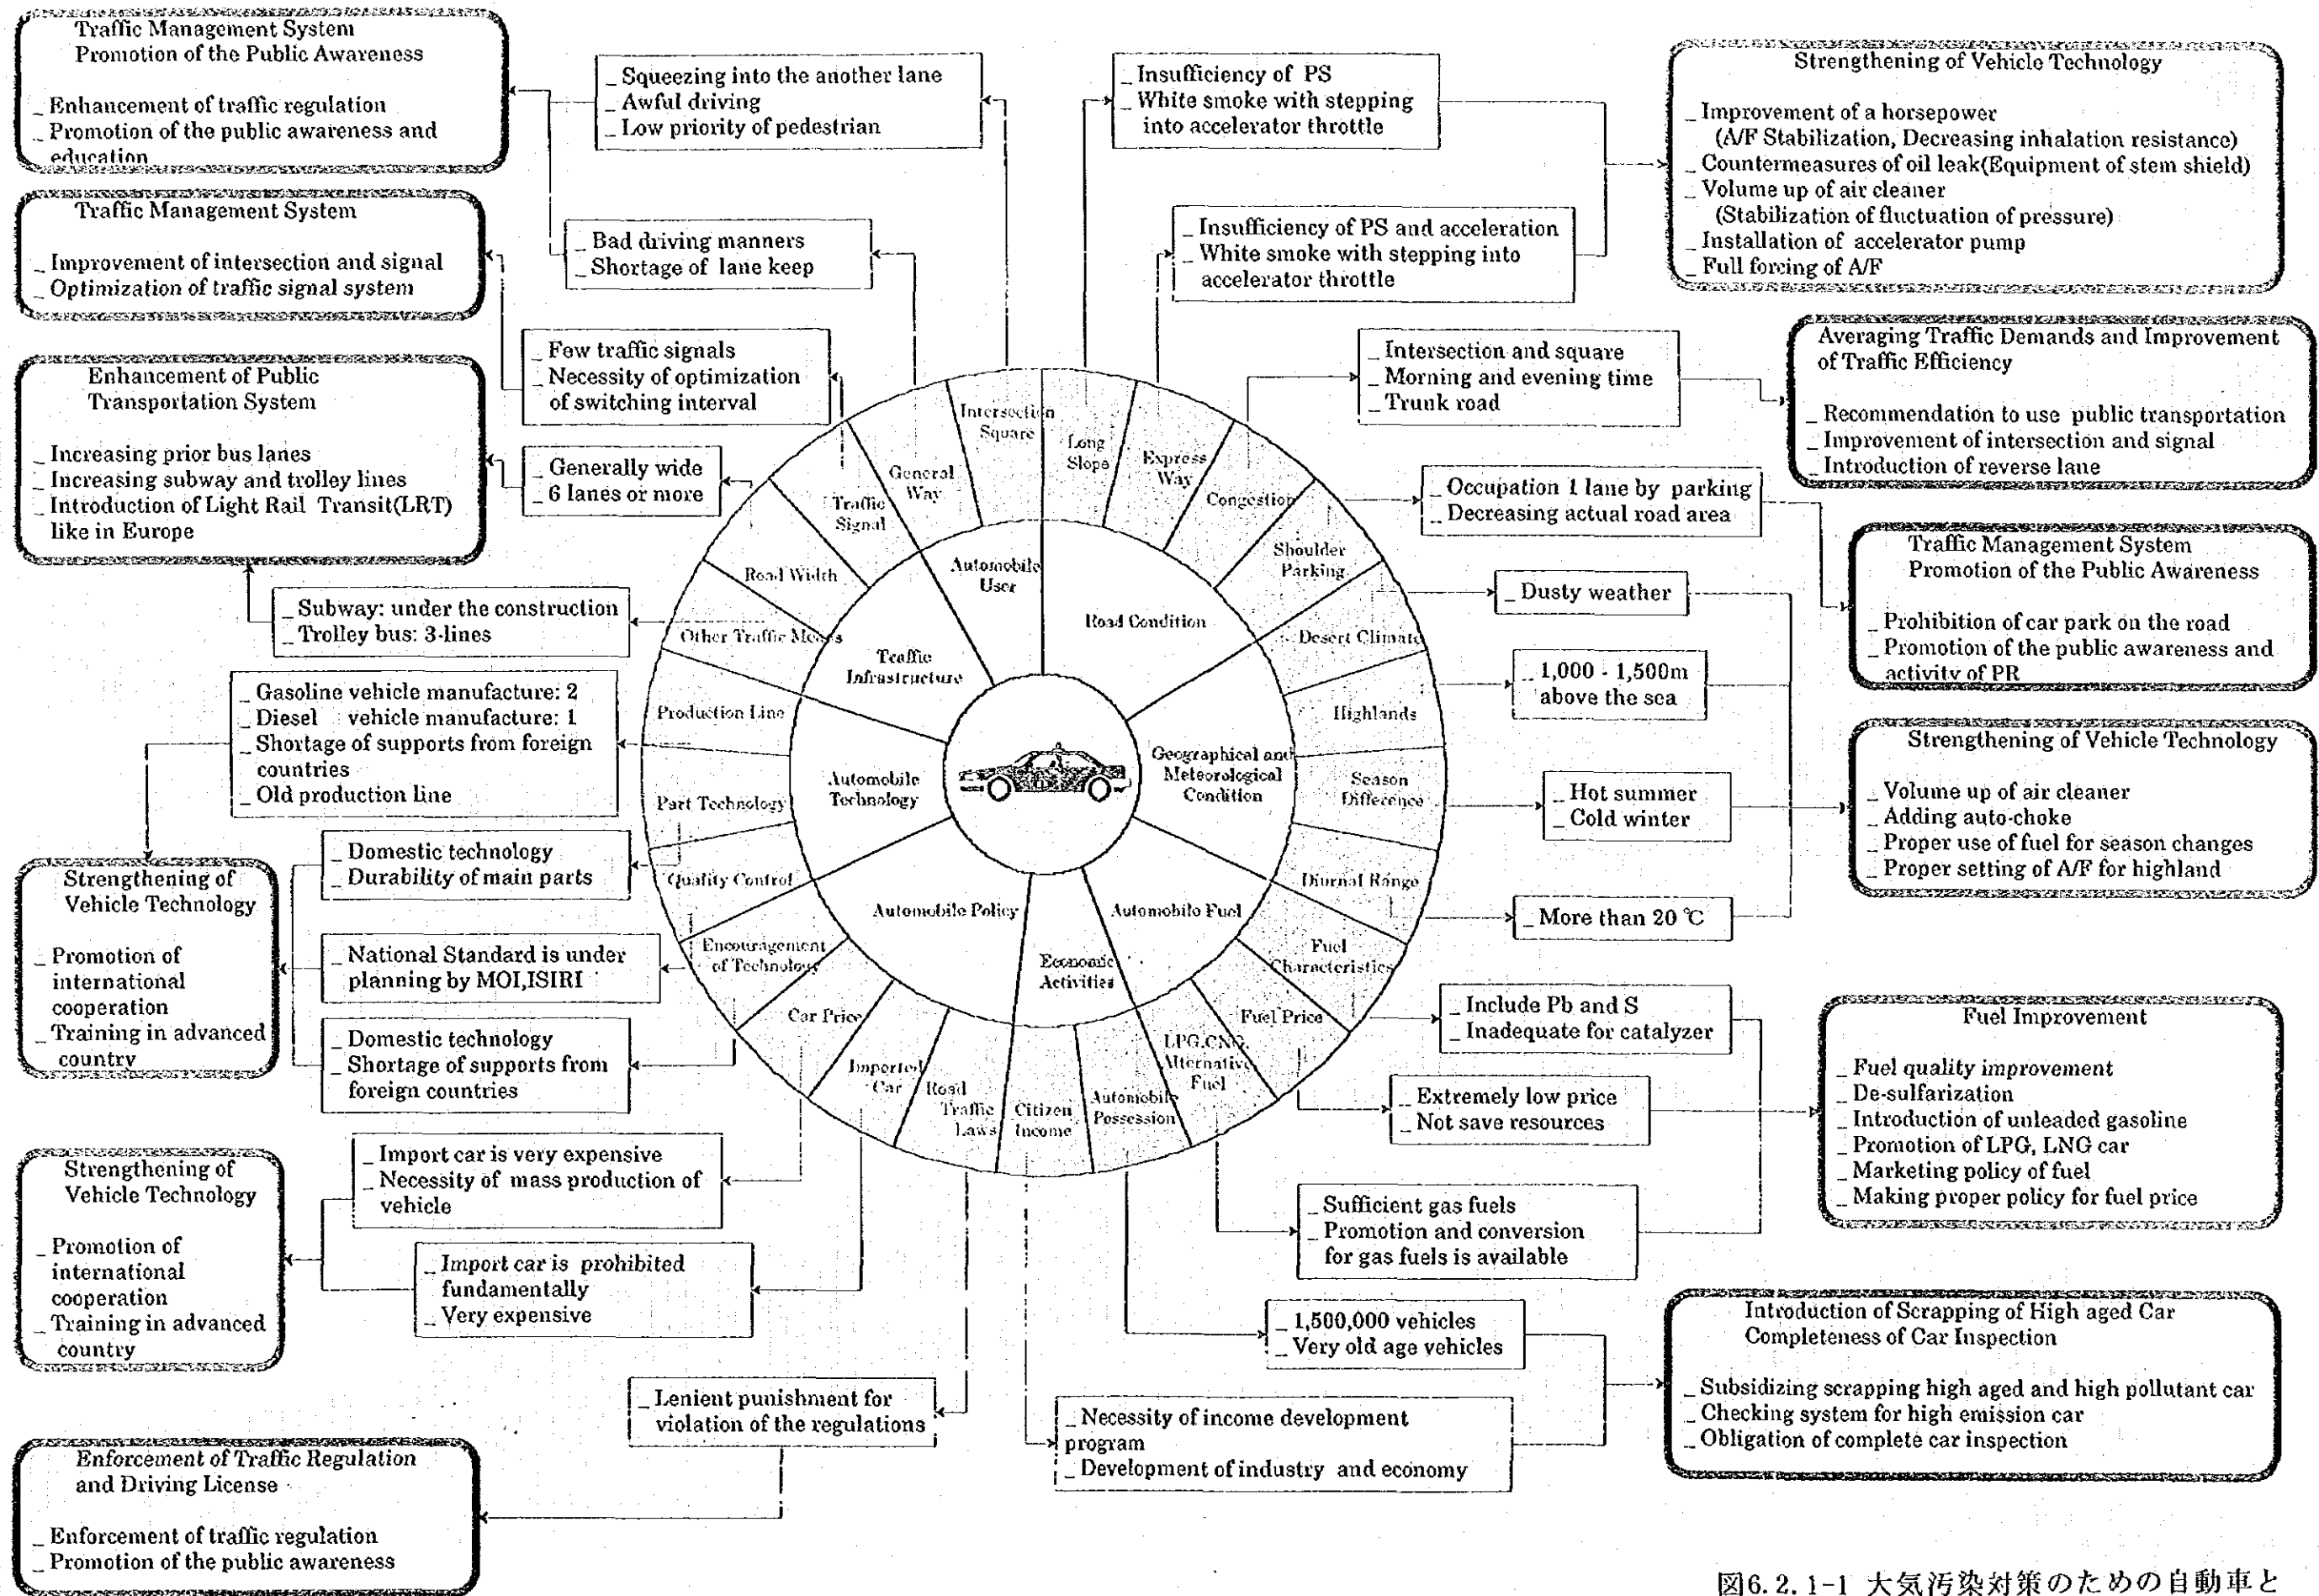 Traffic Management System
Promotion of the Public Awareness
_ Enhancement of traffic regulation
_ Promotion of the public awareness and
education
Traffic Management System
_ Improvement of intersection and signal
_ Optimization of traffic signal system
Enhancement of Public
Transportation System
_ Increasing prior bus lanes
_ Increasing subway and trolley lines
_ Introduction of Light Rail Transit(LRT)
like in Europe
_ Squeezing into the another lane
_ Awful driving
_ Low priority of pedestrian
_ Bad driving manners
_ Shortage of lane keep
_ Few traffic signals
_ Necessity of optimization
of switching interval
_ Generally wide
_ 6 lanes or more
_ Subway: under the construction
_ Trolley bus: 3-lines
_ Gasoline vehicle manufacture: 2
_ Diesel vehicle manufacture: 1
_ Shortage of supports from foreign
countries
_ Old production line
_ Domestic technology
_ Durability of main parts
_ National Standard is under
planning by MOI,ISIRI
_ Domestic technology
_ Shortage of supports from
foreign countries
Strengthening of
Vehicle Technology
_ Promotion of
international
cooperation
_ Training in advanced
country
_ Import car is very expensive
_ Necessity of mass production of
vehicle
_ Import car is prohibited
fundamentally
_ Very expensive
Strengthening of
Vehicle Technology
_ Promotion of
international
cooperation
_ Training in advanced
country
_ Lenient punishment for
violation of the regulations
Enforcement of Traffic Regulation
and Driving License
_ Enforcement of traffic regulation
_ Promotion of the public awareness
Intersection
Square
General
Way
Traffic
Signal
Road Width
Other Traffic Means
Production Line
Part Technology
Quality Control
Encouragement
of Technology
Car Price
Imported
Car
Road
Traffic
Laws
Citizen
Income
Automobile
Possession
LPG,CNG,
Alternative
Fuel
Fuel Price
Fuel
Characteristics
Diurnal Range
Season
Difference
Highlands
Desert Climate
Shoulder
Parking
Congestion
Express
Way
Long
Slope
Automobile
User
Road Condition
Traffic
Infrastructure
Geographical and
Meteorological
Condition
Automobile
Technology
Automobile Policy
Automobile Fuel
Economic
Activities
_ Insufficiency of PS
_ White smoke with stepping
into accelerator throttle
_ Insufficiency of PS and acceleration
_ White smoke with stepping into
accelerator throttle
Strengthening of Vehicle Technology
_ Improvement of a horsepower
(A/F Stabilization, Decreasing inhalation resistance)
_ Countermeasures of oil leak(Equipment of stem shield)
_ Volume up of air cleaner
(Stabilization of fluctuation of pressure)
_ Installation of accelerator pump
_ Full forcing of A/F
_ Intersection and square
_ Morning and evening time
_ Trunk road
Averaging Traffic Demands and Improvement
of Traffic Efficiency
_ Recommendation to use public transportation
_ Improvement of intersection and signal
_ Introduction of reverse lane
_ Occupation 1 lane by parking
_ Decreasing actual road area
Traffic Management System
Promotion of the Public Awareness
_ Prohibition of car park on the road
_ Promotion of the public awareness and
activity of PR
_ Dusty weather
_ 1,000 - 1,500m
above the sea
_ Hot summer
_ Cold winter
_ More than 20 ℃
Strengthening of Vehicle Technology
_ Volume up of air cleaner
_ Adding auto-choke
_ Proper use of fuel for season changes
_ Proper setting of A/F for highland
_ Include Pb and S
_ Inadequate for catalyzer
_ Extremely low price
_ Not save resources
_ Sufficient gas fuels
_ Promotion and conversion
for gas fuels is available
Fuel Improvement
_ Fuel quality improvement
_ De-sulfarization
_ Introduction of unleaded gasoline
_ Promotion of LPG, LNG car
_ Marketing policy of fuel
_ Making proper policy for fuel price
_ 1,500,000 vehicles
_ Very old age vehicles
_ Necessity of income development
program
_ Development of industry and economy
Introduction of Scrapping of High aged Car
Completeness of Car Inspection
_ Subsidizing scrapping high aged and high pollutant car
_ Checking system for high emission car
_ Obligation of complete car inspection
図6.2.1-1 大気汚染対策のための自動車と